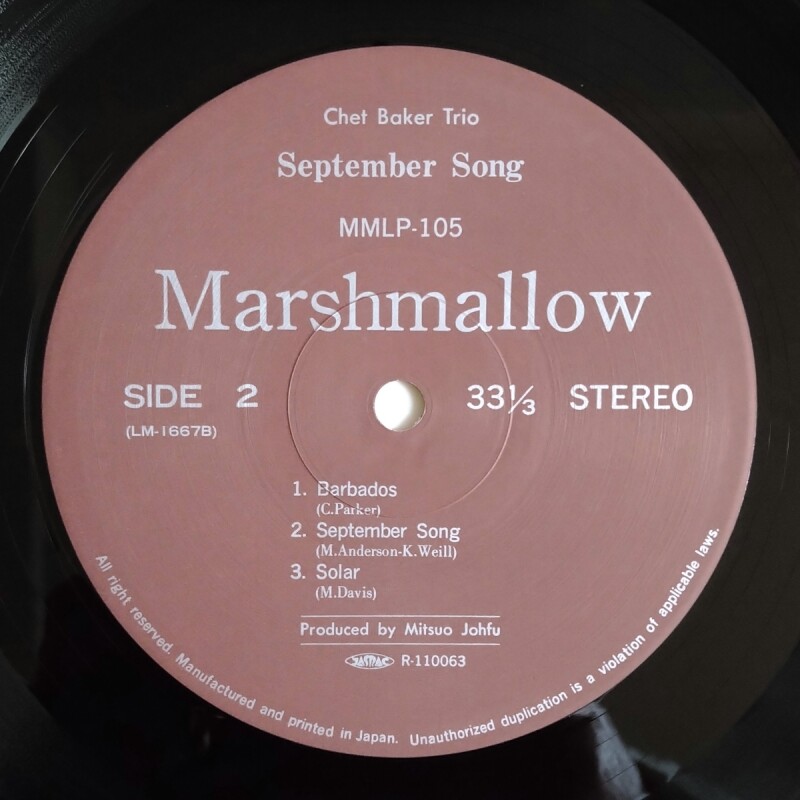 Chet Baker Trio
September Song
MMLP-105
Marshmallow
SIDE 2
33⅓ STEREO
(LM-1667B)
1. Barbados
(C.Parker)
2. September Song
(M.Anderson-K.Weill)
3. Solar
(M.Davis)
Produced by Mitsuo Johfu
JASRAC R-110063
All right reserved. Manufactured and printed in Japan. Unauthorized duplication is a violation of applicable laws.